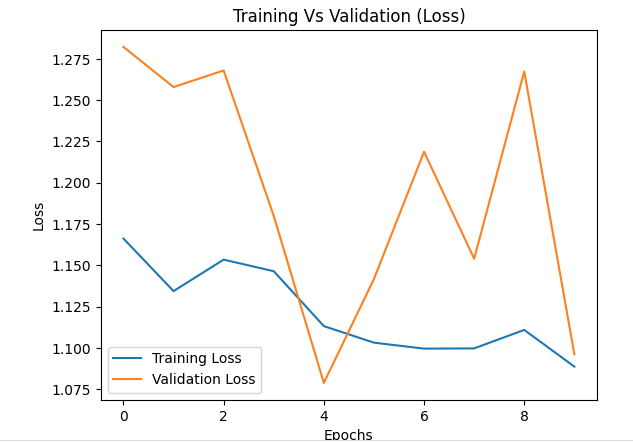 Training Vs Validation (Loss)
1.275
1.250
1.225
1.200
1.175
1.150
1.125
1.100
1.075
Loss
Training Loss
Validation Loss
0 2 4 6 8
Epochs